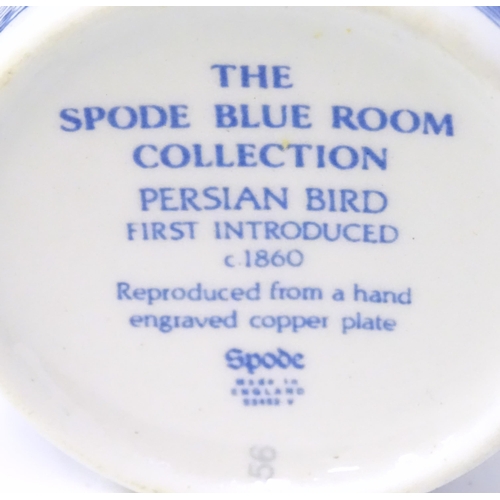 THE
SPODE BLUE ROOM
COLLECTION
PERSIAN BIRD
FIRST INTRODUCED
c.1860
Reproduced from a hand
engraved copper plate
Spode
Made in
ENGLAND
56